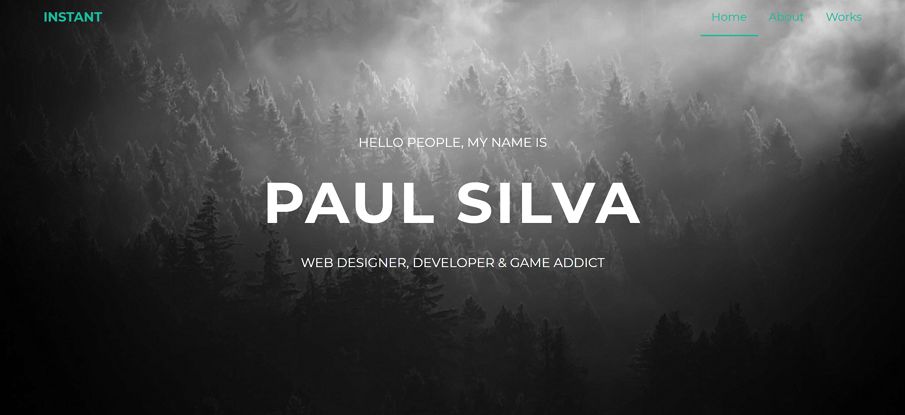 INSTANT
Home About Works
HELLO PEOPLE, MY NAME IS
PAUL SILVA
WEB DESIGNER, DEVELOPER & GAME ADDICT